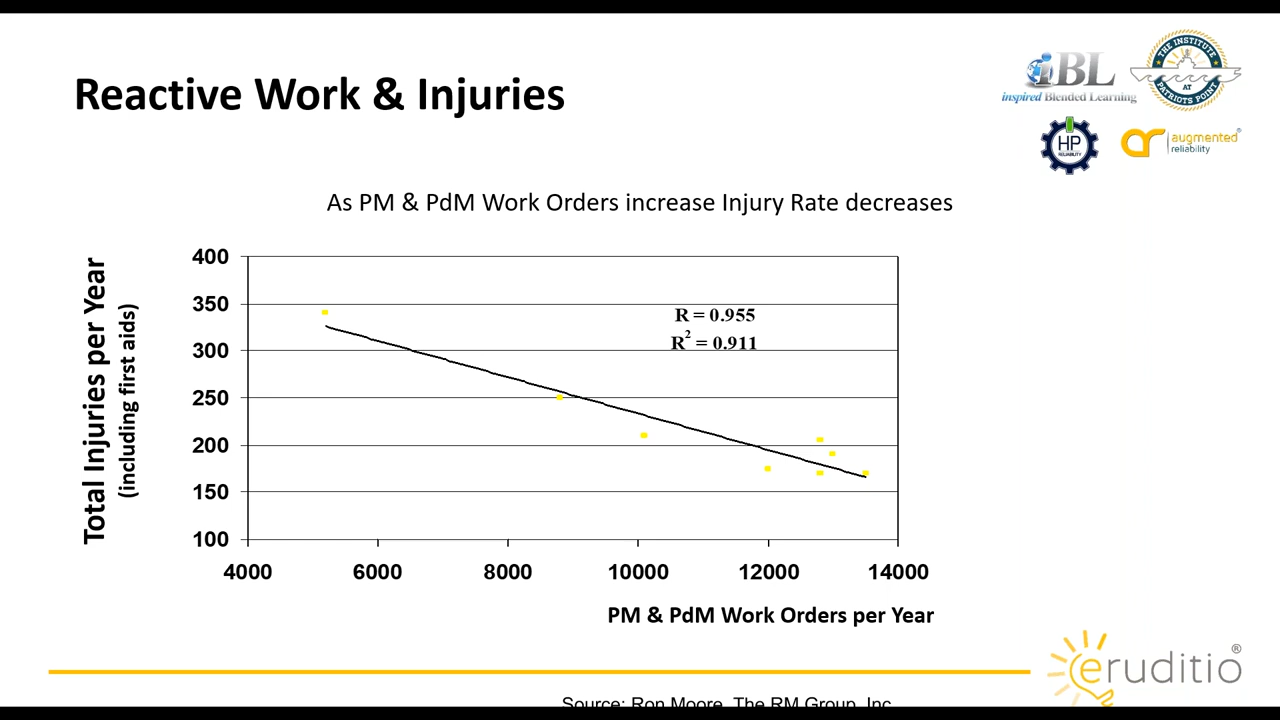 Reactive Work & Injuries
iBL
inspired Blended Learning
THE INSTITUTE
AT
PATRIOTS POINT
HP
RELIABILITY
augmented®
reliability
As PM & PdM Work Orders increase Injury Rate decreases
Total Injuries per Year
(including first aids)
400
350
300
250
200
150
100
R = 0.955
R² = 0.911
4000 6000 8000 10000 12000 14000
PM & PdM Work Orders per Year
eruditio®
Source: Ron Moore, The RM Group, Inc